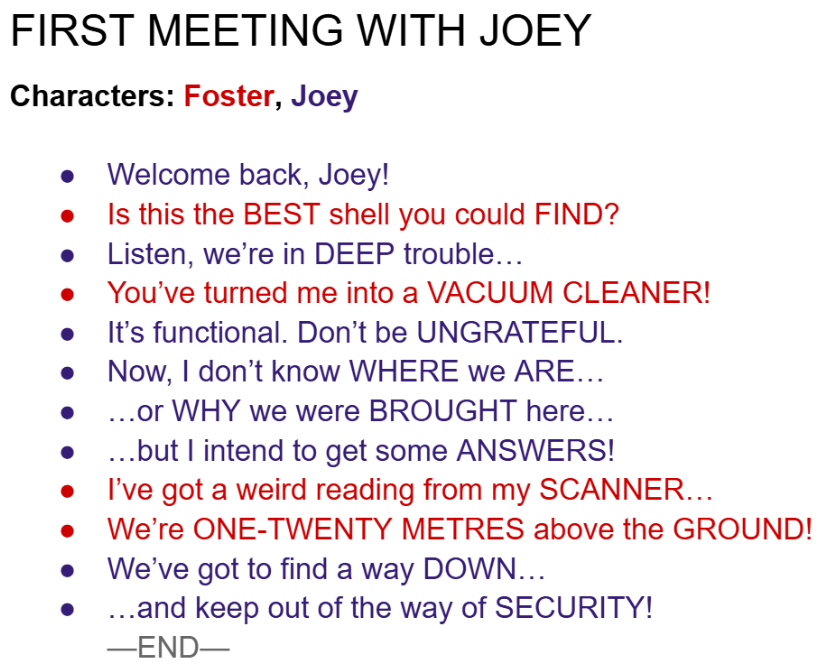 FIRST MEETING WITH JOEY
Characters: Foster, Joey
● Welcome back, Joey!
● Is this the BEST shell you could FIND?
● Listen, we’re in DEEP trouble…
● You’ve turned me into a VACUUM CLEANER!
● It’s functional. Don’t be UNGRATEFUL.
● Now, I don’t know WHERE we ARE…
● …or WHY we were BROUGHT here…
● …but I intend to get some ANSWERS!
● I’ve got a weird reading from my SCANNER…
● We’re ONE-TWENTY METRES above the GROUND!
● We’ve got to find a way DOWN…
● …and keep out of the way of SECURITY!
—END—